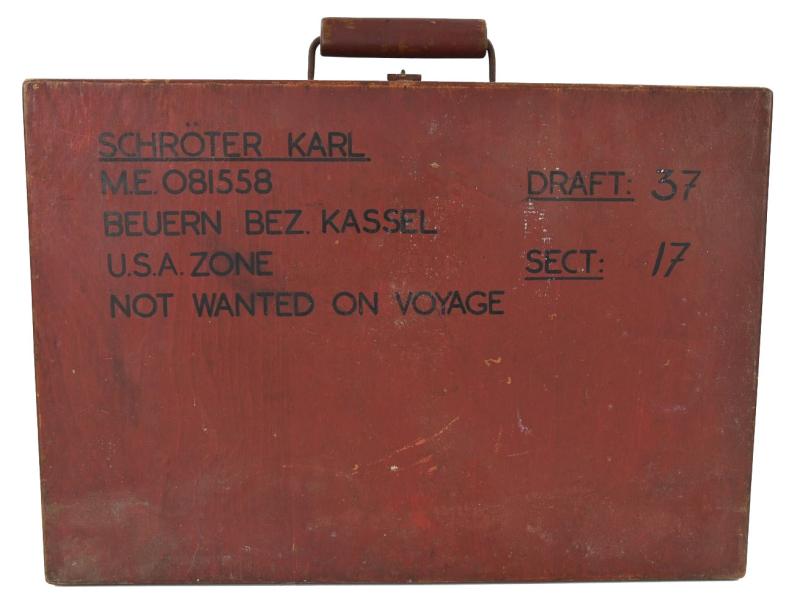 SCHRÖTER KARL
M.E. 081558
DRAFT: 37
BEUERN BEZ. KASSEL
U.S.A. ZONE
SECT: 17
NOT WANTED ON VOYAGE